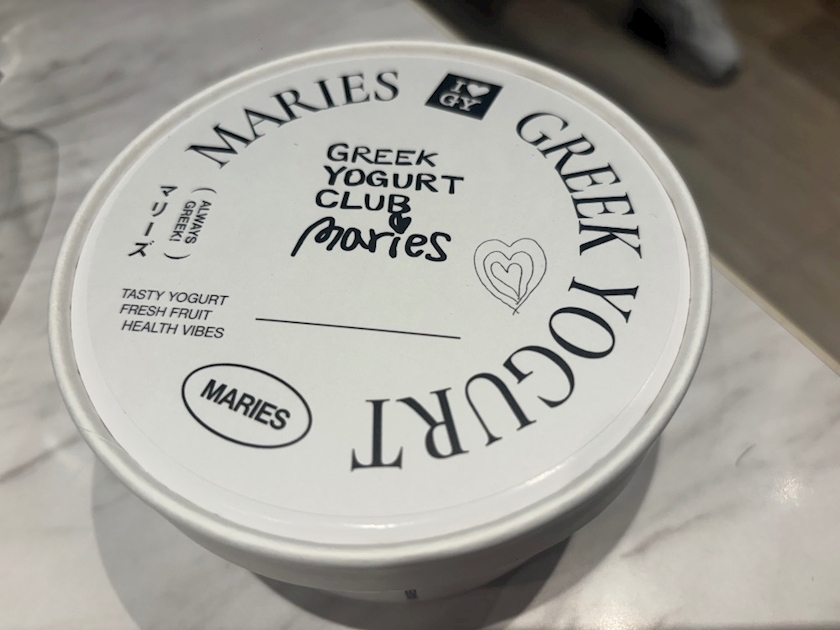 MARIES
I♥
GY
GREEK YOGURT
GREEK
YOGURT
CLUB
maries
(ALWAYS
GREEK!)
マリーズ
TASTY YOGURT
FRESH FRUIT
HEALTH VIBES
MARIES